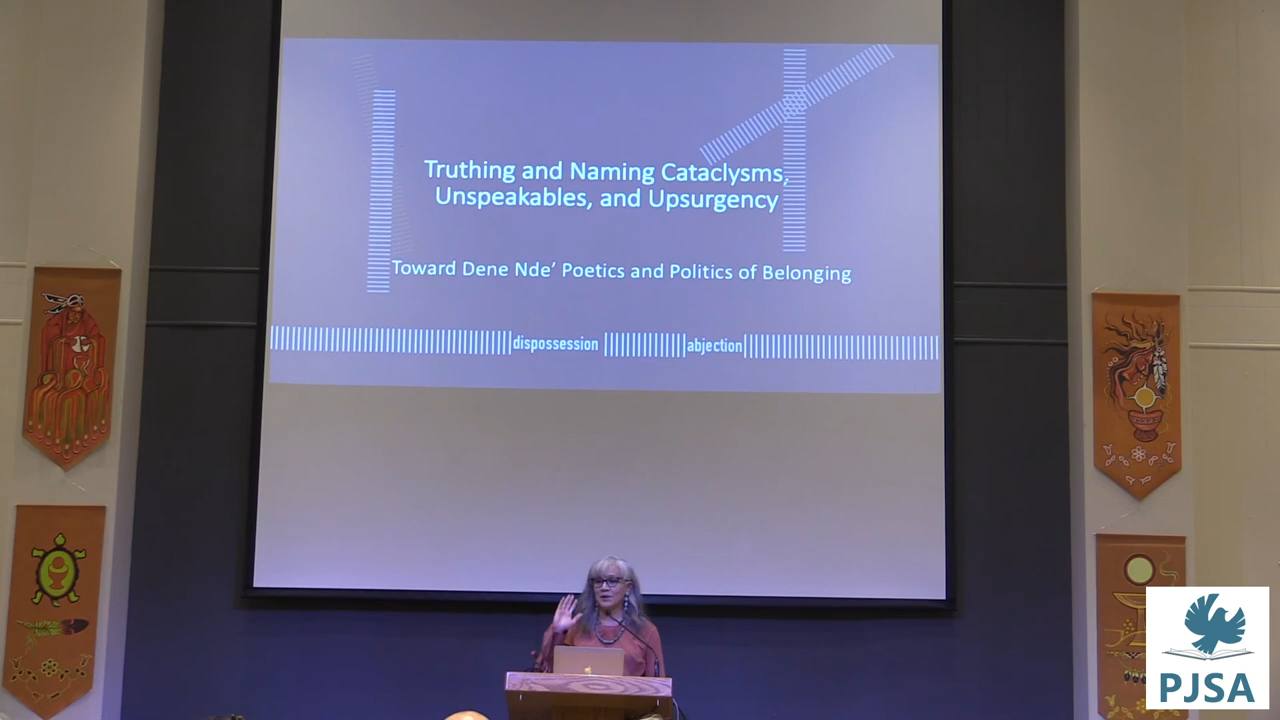 Truthing and Naming Cataclysms,
Unspeakables, and Upsurgency
Toward Dene Nde’ Poetics and Politics of Belonging
dispossession abjection
PJSA